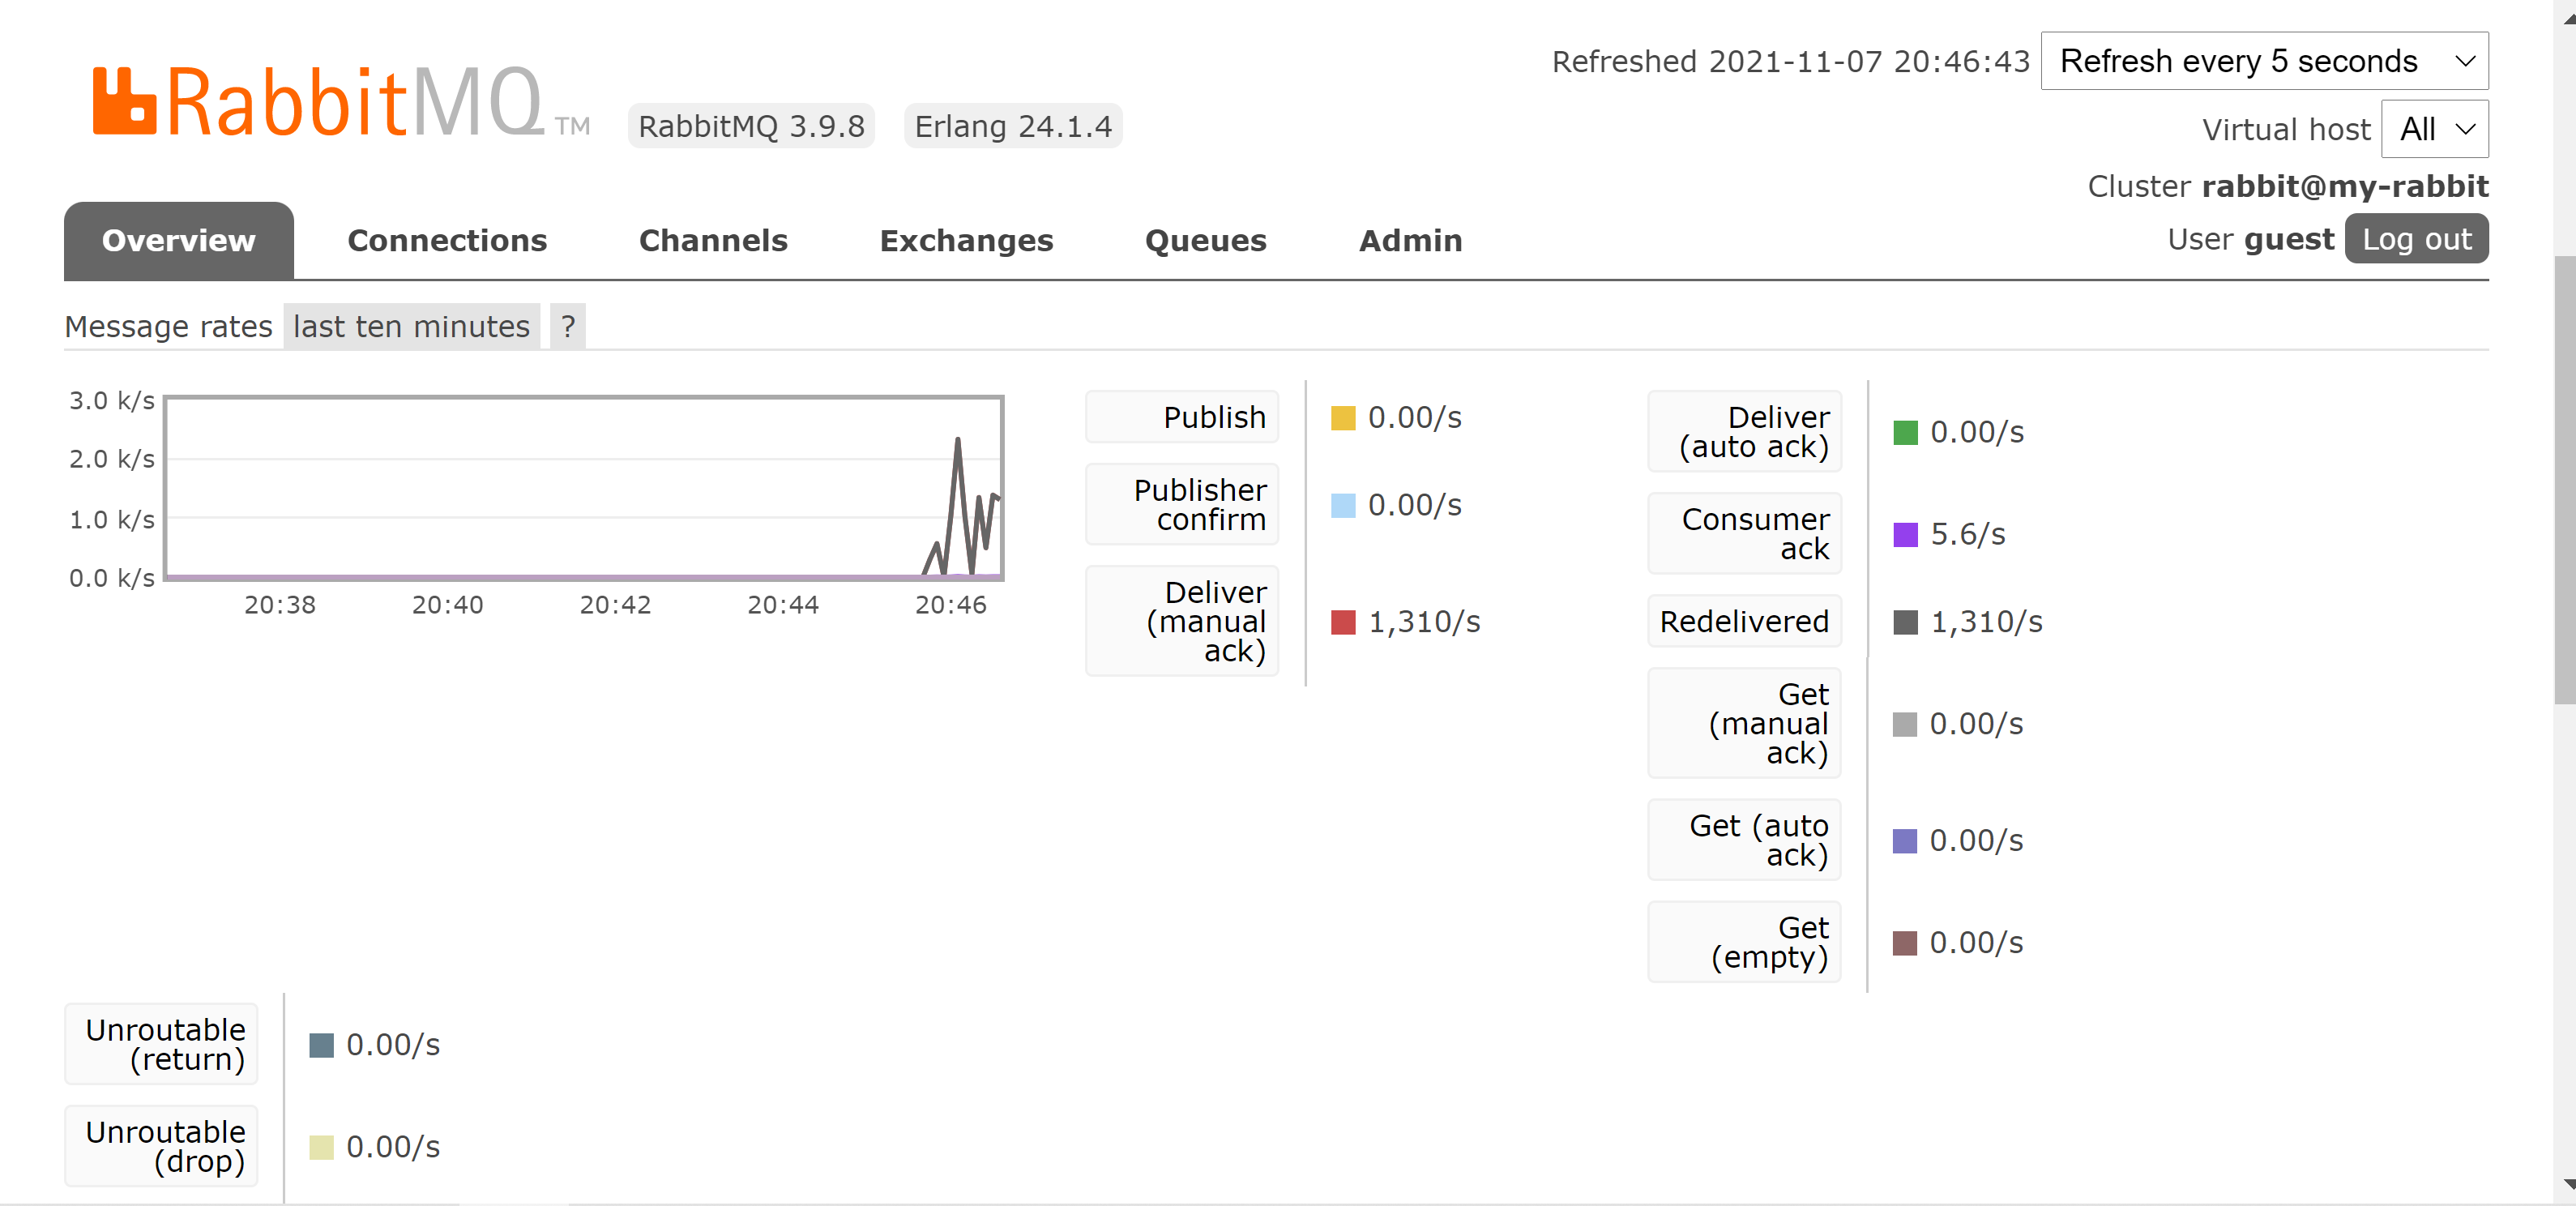 Refreshed 2021-11-07 20:46:43 Refresh every 5 seconds
RabbitMQ TM RabbitMQ 3.9.8 Erlang 24.1.4
Virtual host All
Cluster rabbit@my-rabbit
User guest Log out
Overview Connections Channels Exchanges Queues Admin
Message rates last ten minutes ?
3.0 k/s
2.0 k/s
1.0 k/s
0.0 k/s
20:38 20:40 20:42 20:44 20:46
Publish 0.00/s
Publisher
confirm 0.00/s
Deliver
(manual 1,310/s
ack)
Deliver
(auto ack) 0.00/s
Consumer
ack 5.6/s
Redelivered 1,310/s
Get
(manual 0.00/s
ack)
Get (auto
ack) 0.00/s
Get
(empty) 0.00/s
Unroutable
(return) 0.00/s
Unroutable
(drop) 0.00/s